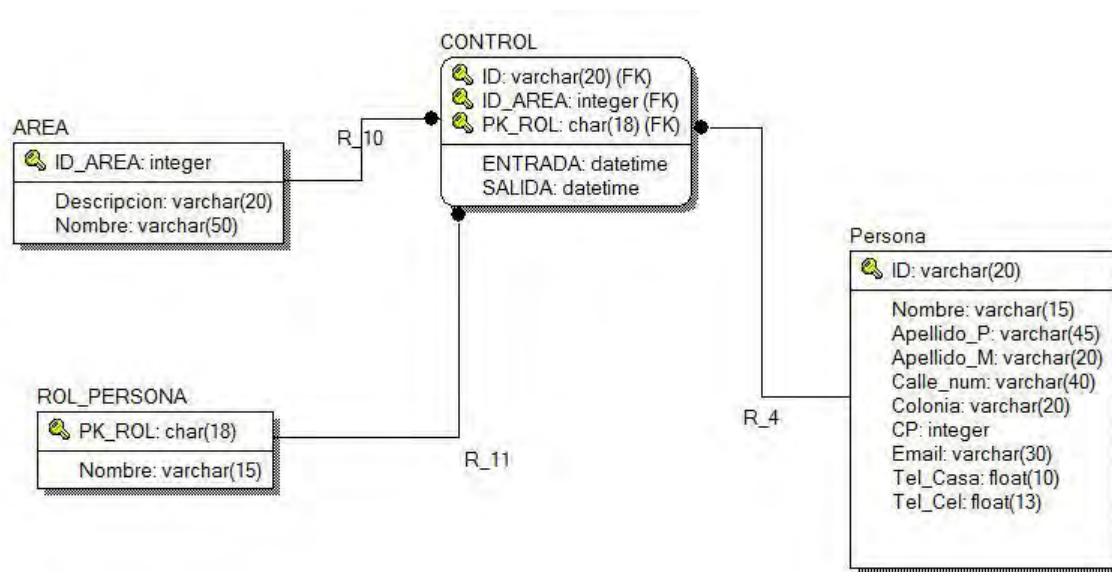 CONTROL
ID: varchar(20) (FK)
ID_AREA: integer (FK)
PK_ROL: char(18) (FK)
ENTRADA: datetime
SALIDA: datetime
AREA
ID_AREA: integer
Descripcion: varchar(20)
Nombre: varchar(50)
R_10
Persona
ID: varchar(20)
Nombre: varchar(15)
Apellido_P: varchar(45)
Apellido_M: varchar(20)
Calle_num: varchar(40)
Colonia: varchar(20)
CP: integer
Email: varchar(30)
Tel_Casa: float(10)
Tel_Cel: float(13)
ROL_PERSONA
PK_ROL: char(18)
Nombre: varchar(15)
R_11
R_4